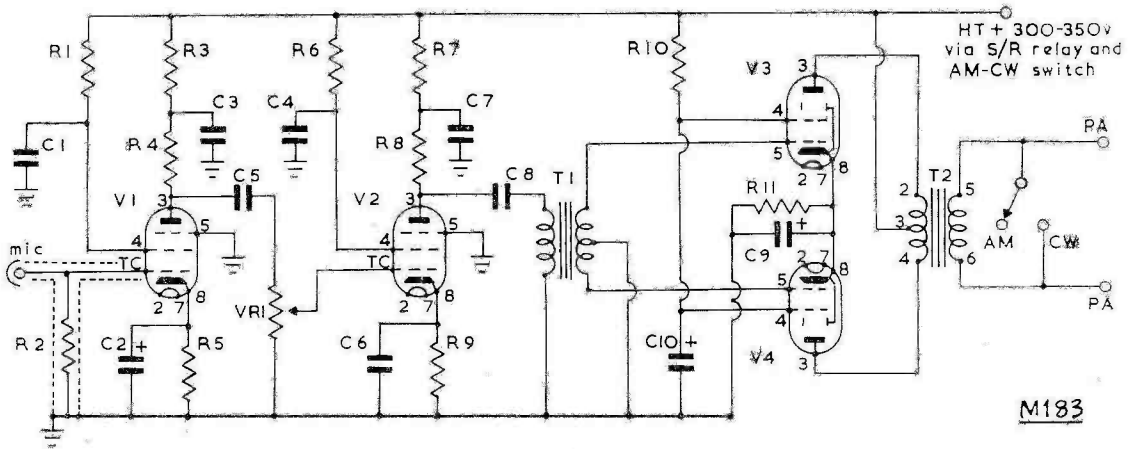 R1
R3
R6
R7
R10
HT+ 300-350v
via S/R relay and
AM-CW switch
C1
C3
C4
C7
R4
R8
V1
C5
V2
C8
T1
V3
3
4
5
2 7
8
R11
C9 +
T2
2
3
4
5
6
PA
AM
CW
PA
mic
3
5
4
TC
2 7
8
VR1
3
5
4
TC
2 7
8
R2
C2 +
R5
C6
R9
C10 +
2 7
8
5
4
3
V4
M183